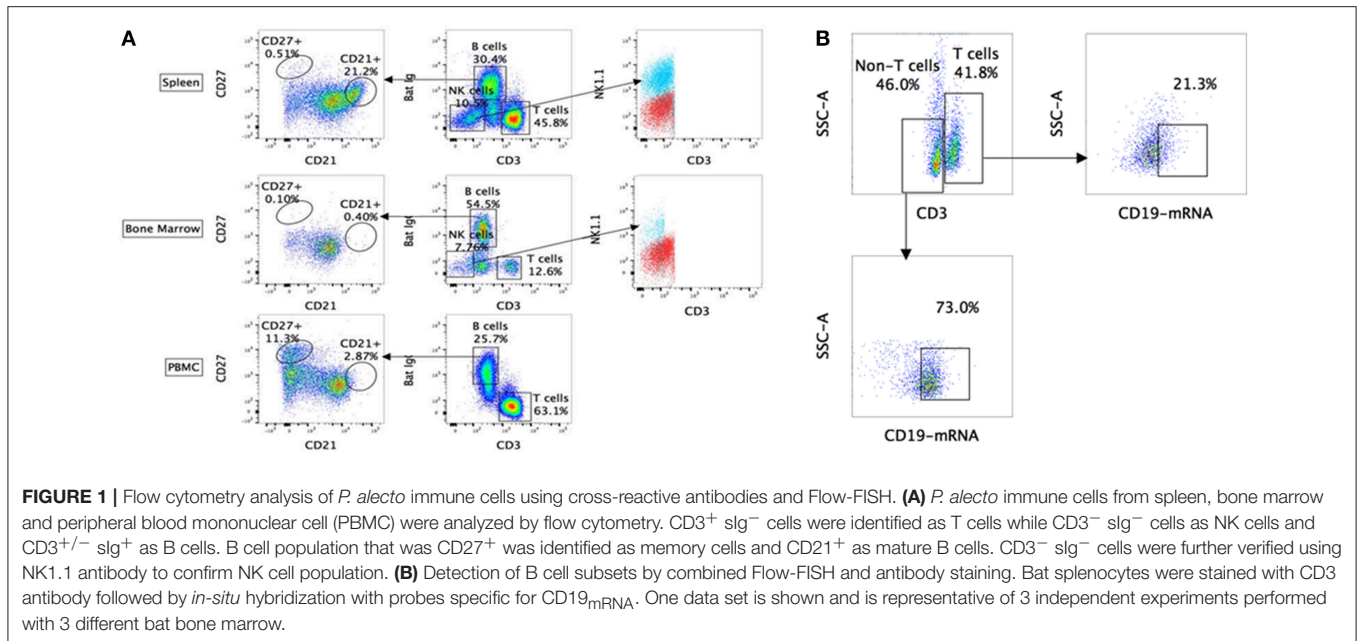 A
Spleen
CD27+
0.51%
CD21+
21.2%
CD27
CD21
B cells
30.4%
NK cells
10.5%
T cells
45.8%
Bat Ig
CD3
NK1.1
CD3
Bone Marrow
CD27+
0.10%
CD21+
0.40%
CD27
CD21
B cells
54.5%
NK cells
7.76%
T cells
12.6%
Bat Ig
CD3
NK1.1
CD3
PBMC
CD27+
11.3%
CD21+
2.87%
CD27
CD21
B cells
25.7%
T cells
63.1%
Bat Ig
CD3
B
Non-T cells
46.0%
T cells
41.8%
SSC-A
CD3
21.3%
SSC-A
CD19-mRNA
73.0%
SSC-A
CD19-mRNA
FIGURE 1 | Flow cytometry analysis of P. alecto immune cells using cross-reactive antibodies and Flow-FISH. (A) P. alecto immune cells from spleen, bone marrow
and peripheral blood mononuclear cell (PBMC) were analyzed by flow cytometry. CD3+ sIg− cells were identified as T cells while CD3− sIg− cells as NK cells and
CD3+/− sIg+ as B cells. B cell population that was CD27+ was identified as memory cells and CD21+ as mature B cells. CD3− sIg− cells were further verified using
NK1.1 antibody to confirm NK cell population. (B) Detection of B cell subsets by combined Flow-FISH and antibody staining. Bat splenocytes were stained with CD3
antibody followed by in-situ hybridization with probes specific for CD19mRNA. One data set is shown and is representative of 3 independent experiments performed
with 3 different bat bone marrow.